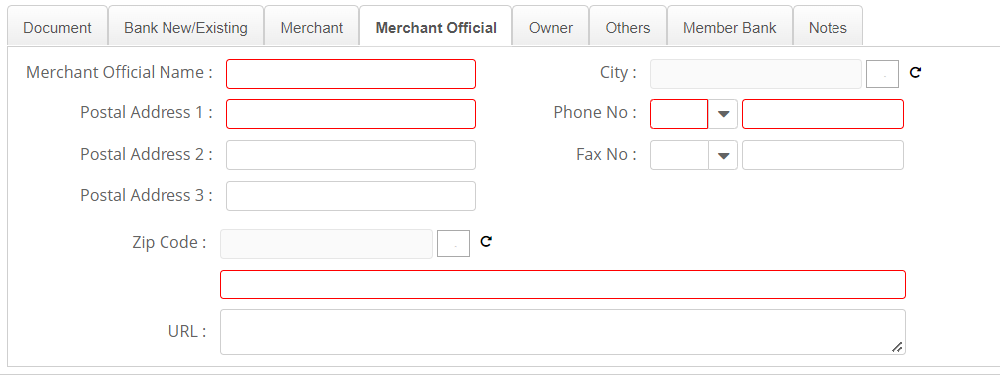 Document Bank New/Existing Merchant Merchant Official Owner Others Member Bank Notes
Merchant Official Name : City :
Postal Address 1 : Phone No :
Postal Address 2 : Fax No :
Postal Address 3 :
Zip Code :
URL :